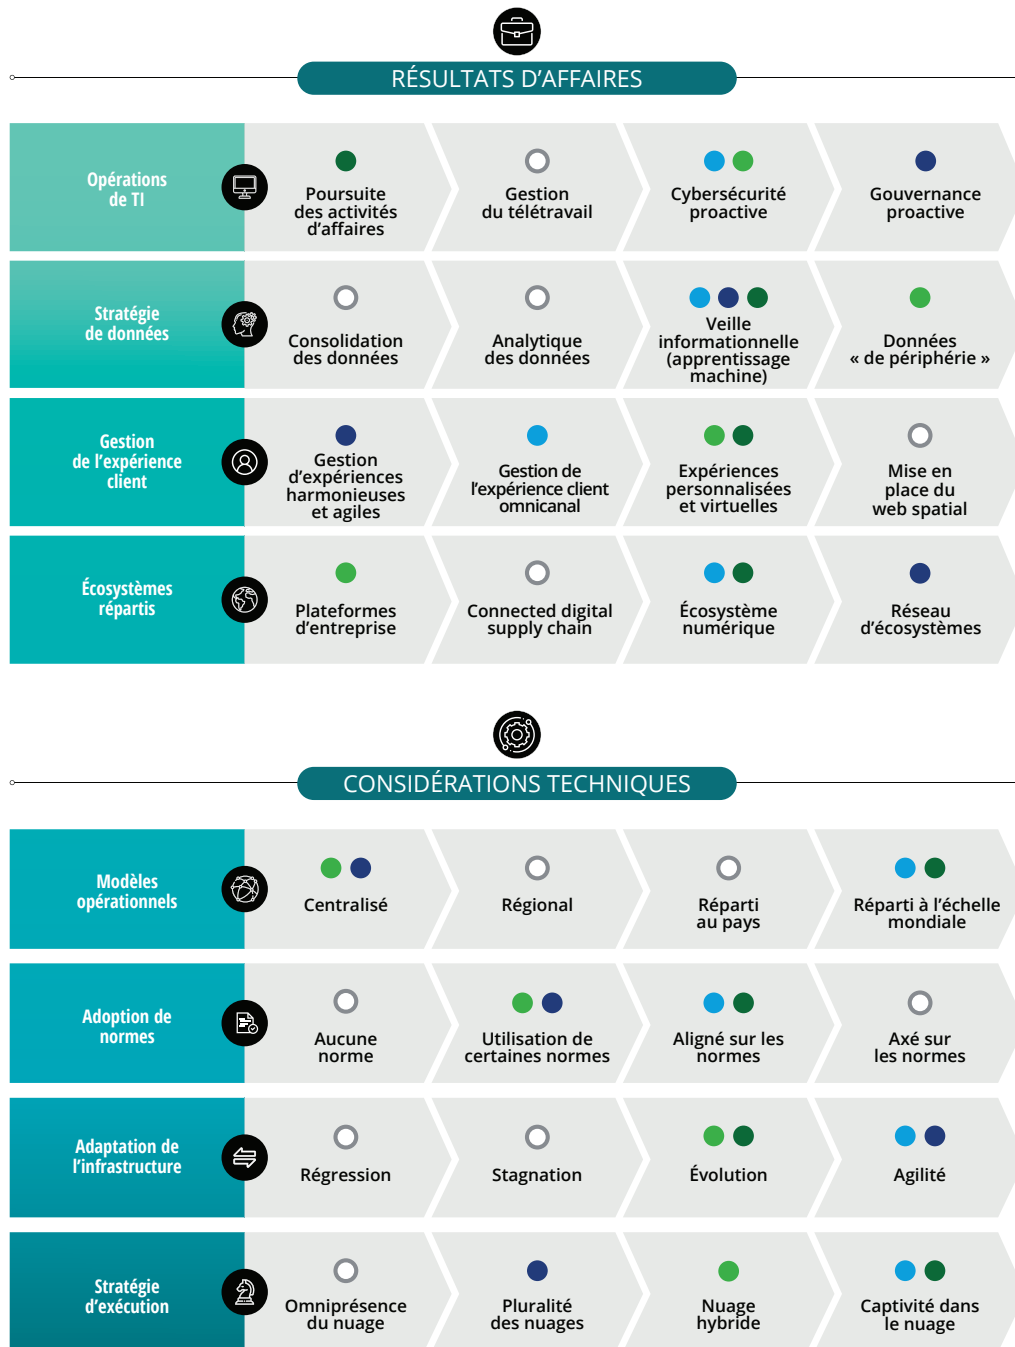 RÉSULTATS D’AFFAIRES
Opérations
de TI
Poursuite
des activités
d’affaires
Gestion
du télétravail
Cybersécurité
proactive
Gouvernance
proactive
Stratégie
de données
Consolidation
des données
Analytique
des données
Veille
informationnelle
(apprentissage
machine)
Données
« de périphérie »
Gestion
de l’expérience
client
Gestion
d’expériences
harmonieuses
et agiles
Gestion de
l’expérience client
omnicanal
Expériences
personnalisées
et virtuelles
Mise en
place du
web spatial
Écosystèmes
répartis
Plateformes
d’entreprise
Connected digital
supply chain
Écosystème
numérique
Réseau
d’écosystèmes
CONSIDÉRATIONS TECHNIQUES
Modèles
opérationnels
Centralisé
Régional
Réparti
au pays
Réparti à l’échelle
mondiale
Adoption de
normes
Aucune
norme
Utilisation de
certaines normes
Aligné sur les
normes
Axé sur
les normes
Adaptation de
l’infrastructure
Régression
Stagnation
Évolution
Agilité
Stratégie
d’exécution
Omniprésence
du nuage
Pluralité
des nuages
Nuage
hybride
Captivité dans
le nuage